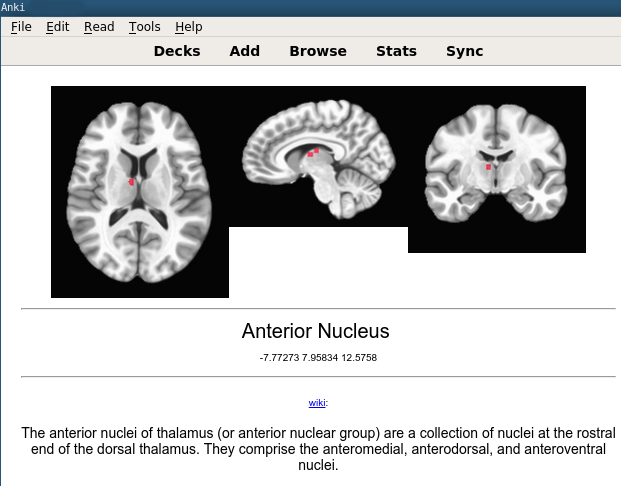 Anki
File Edit Read Tools Help
Decks Add Browse Stats Sync
Anterior Nucleus
-7.77273 7.95834 12.5758
wiki:
The anterior nuclei of thalamus (or anterior nuclear group) are a collection of nuclei at the rostral
end of the dorsal thalamus. They comprise the anteromedial, anterodorsal, and anteroventral
nuclei.